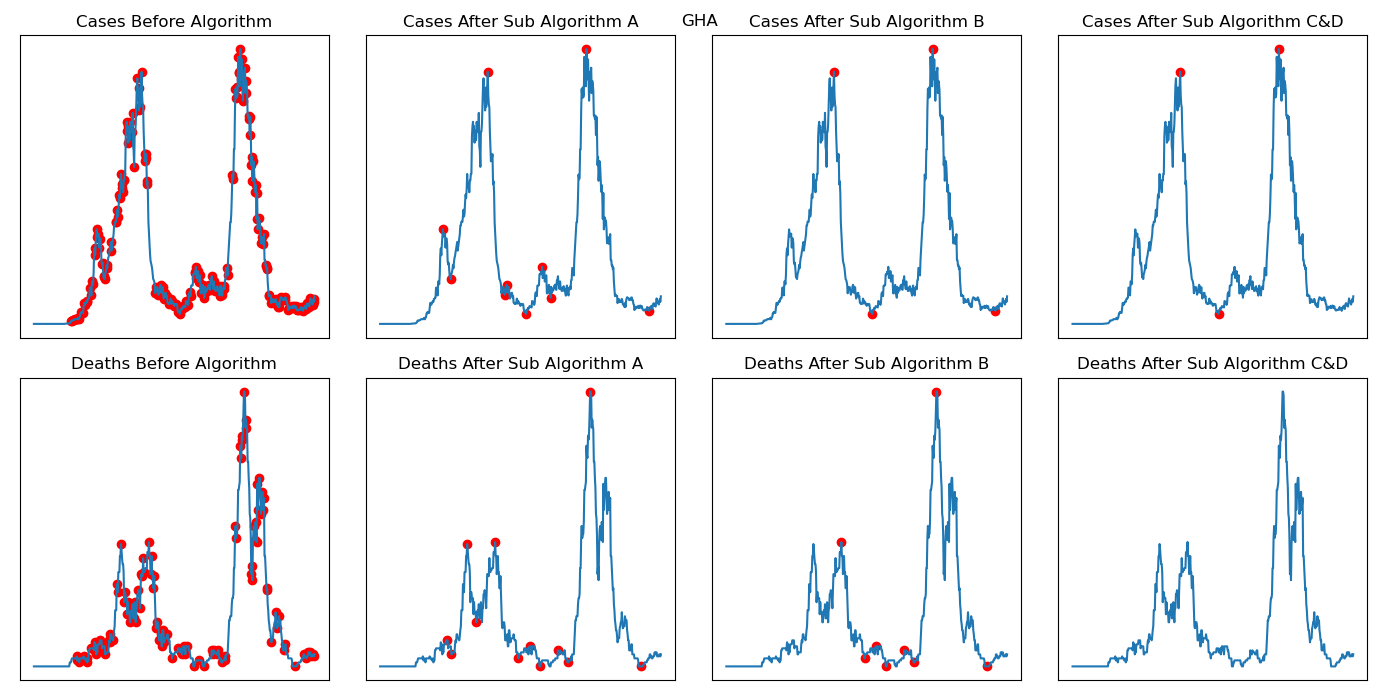 GHA
Cases Before Algorithm
Cases After Sub Algorithm A
Cases After Sub Algorithm B
Cases After Sub Algorithm C&D
Deaths Before Algorithm
Deaths After Sub Algorithm A
Deaths After Sub Algorithm B
Deaths After Sub Algorithm C&D